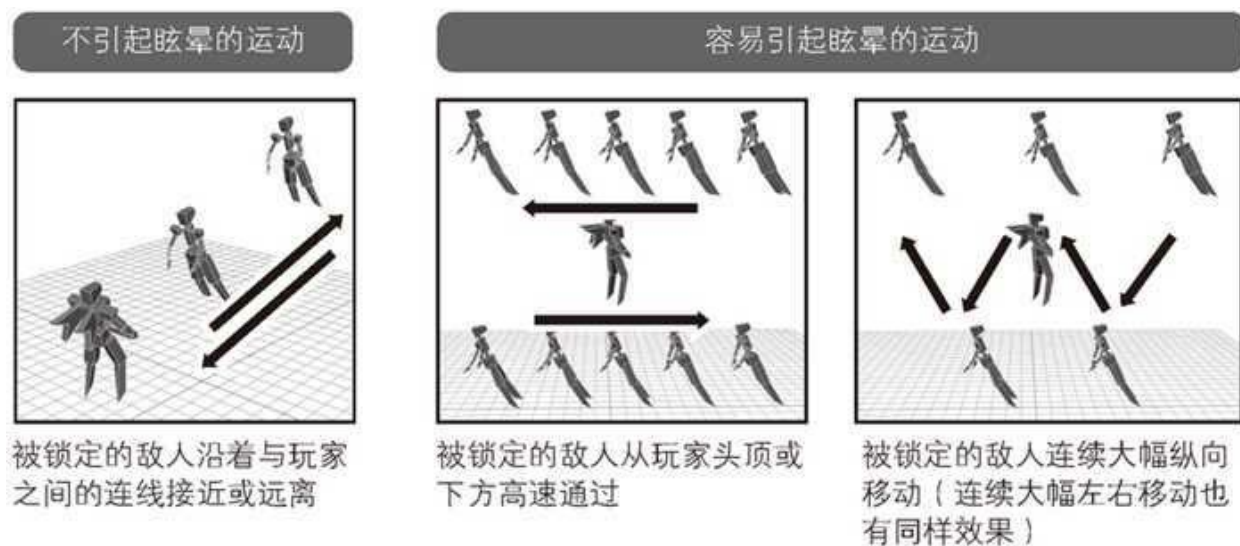 不引起眩晕的运动
容易引起眩晕的运动
被锁定的敌人沿着与玩家
之间的连线接近或远离
被锁定的敌人从玩家头顶或
下方高速通过
被锁定的敌人连续大幅纵向
移动（连续大幅左右移动也
有同样效果）